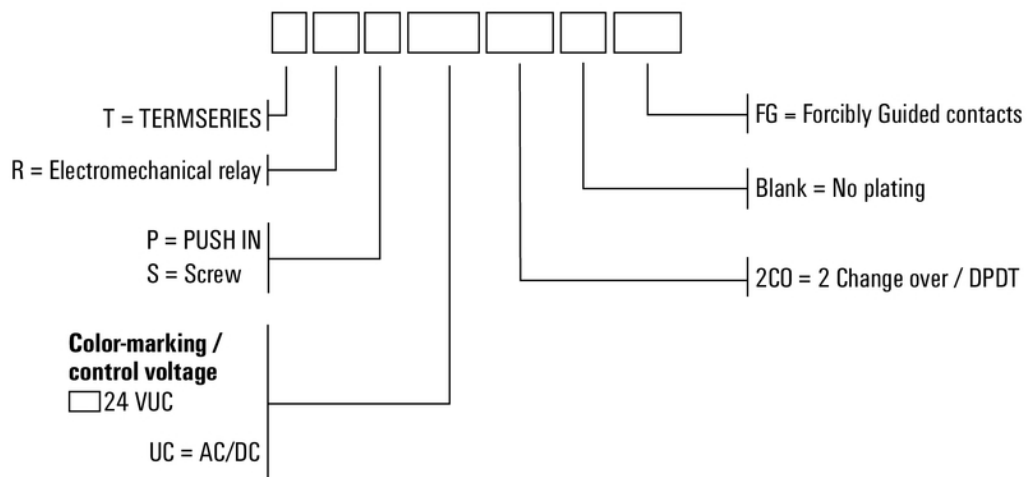 T = TERMSERIES
R = Electromechanical relay
P = PUSH IN
S = Screw
Color-marking /
control voltage
24 VUC
UC = AC/DC
FG = Forcibly Guided contacts
Blank = No plating
2CO = 2 Change over / DPDT